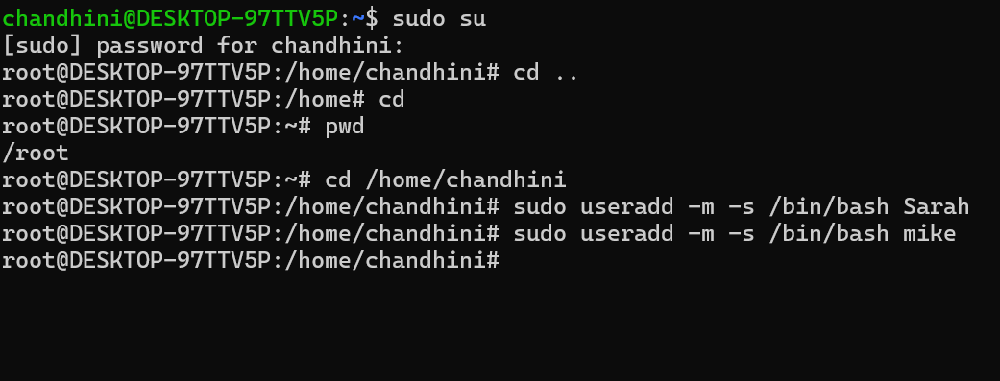 chandhini@DESKTOP-97TTV5P:~$ sudo su
[sudo] password for chandhini:
root@DESKTOP-97TTV5P:/home/chandhini# cd ..
root@DESKTOP-97TTV5P:/home# cd
root@DESKTOP-97TTV5P:~# pwd
/root
root@DESKTOP-97TTV5P:~# cd /home/chandhini
root@DESKTOP-97TTV5P:/home/chandhini# sudo useradd -m -s /bin/bash Sarah
root@DESKTOP-97TTV5P:/home/chandhini# sudo useradd -m -s /bin/bash mike
root@DESKTOP-97TTV5P:/home/chandhini#